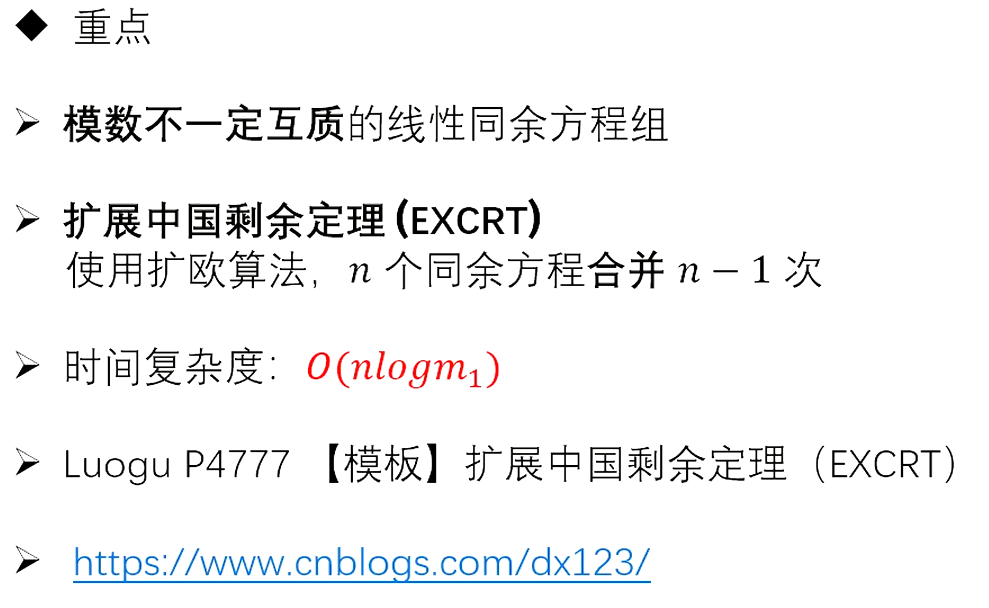 ◆ 重点
➢ 模数不一定互质的线性同余方程组
➢ 扩展中国剩余定理(EXCRT)
使用扩欧算法，n 个同余方程合并 n − 1 次
➢ 时间复杂度：O(nlogm₁)
➢ Luogu P4777 【模板】扩展中国剩余定理（EXCRT）
➢ https://www.cnblogs.com/dx123/